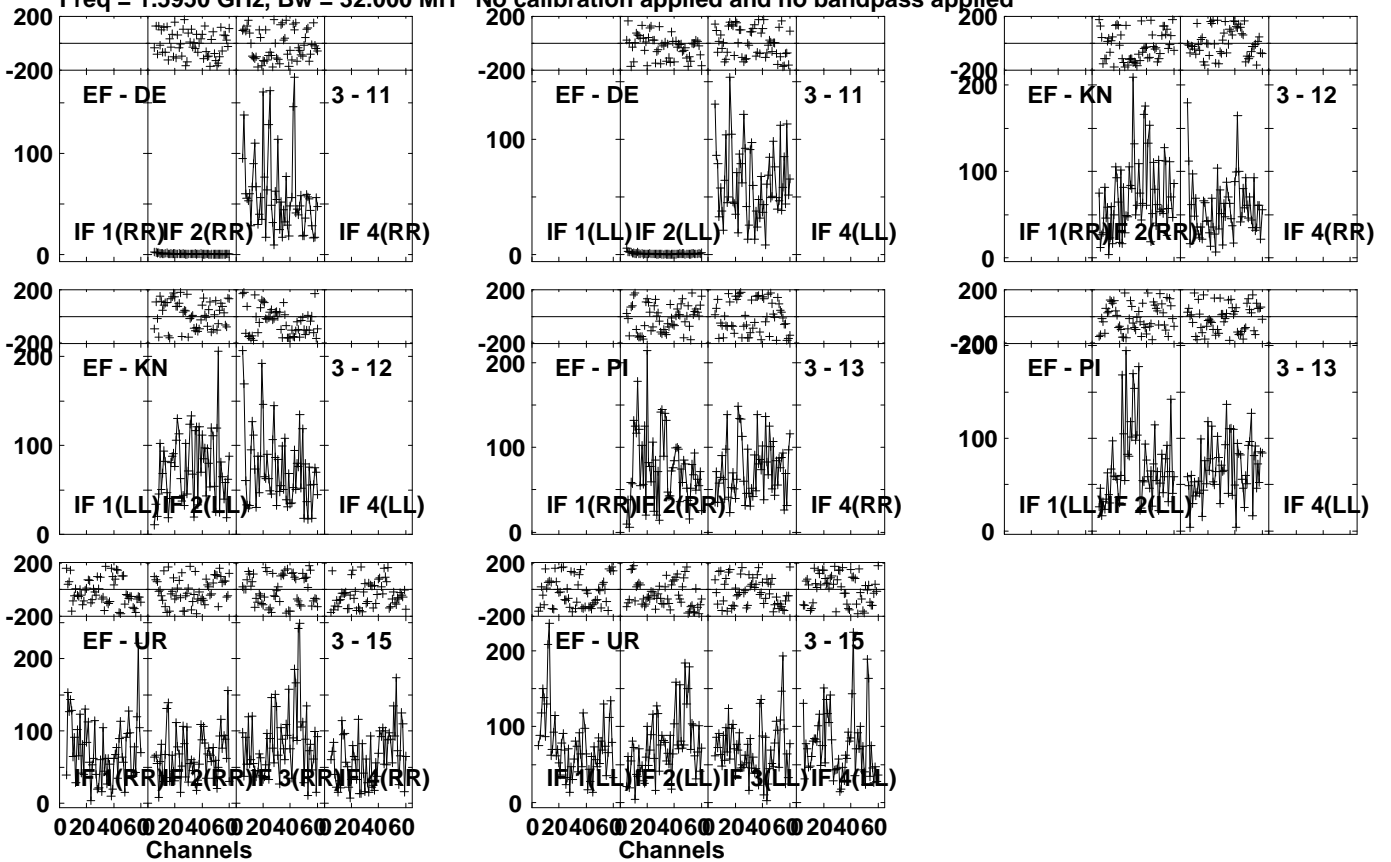 Freq = 1.5950 GHz, Bw = 32.000 MH No calibration applied and no bandpass applied
200
-200
EF - DE
3 - 11
100
0
IF 1(RR) IF 2(RR) IF 4(RR)
200
-200
EF - DE
3 - 11
100
0
IF 1(LL) IF 2(LL) IF 4(LL)
200
-200
200
EF - KN
3 - 12
100
0
IF 1(RR) IF 2(RR) IF 4(RR)
200
-200
200
EF - KN
3 - 12
100
0
IF 1(LL) IF 2(LL) IF 4(LL)
200
-200
200
EF - PI
3 - 13
100
0
IF 1(RR) IF 2(RR) IF 4(RR)
200
-200
200
EF - PI
3 - 13
100
0
IF 1(LL) IF 2(LL) IF 4(LL)
200
-200
200
EF - UR
3 - 15
100
0
IF 1(RR) IF 2(RR) IF 3(RR) IF 4(RR)
0 20 40 60 0 20 40 60 0 20 40 60 0 20 40 60
Channels
200
-200
200
EF - UR
3 - 15
100
0
IF 1(LL) IF 2(LL) IF 3(LL) IF 4(LL)
0 20 40 60 0 20 40 60 0 20 40 60 0 20 40 60
Channels